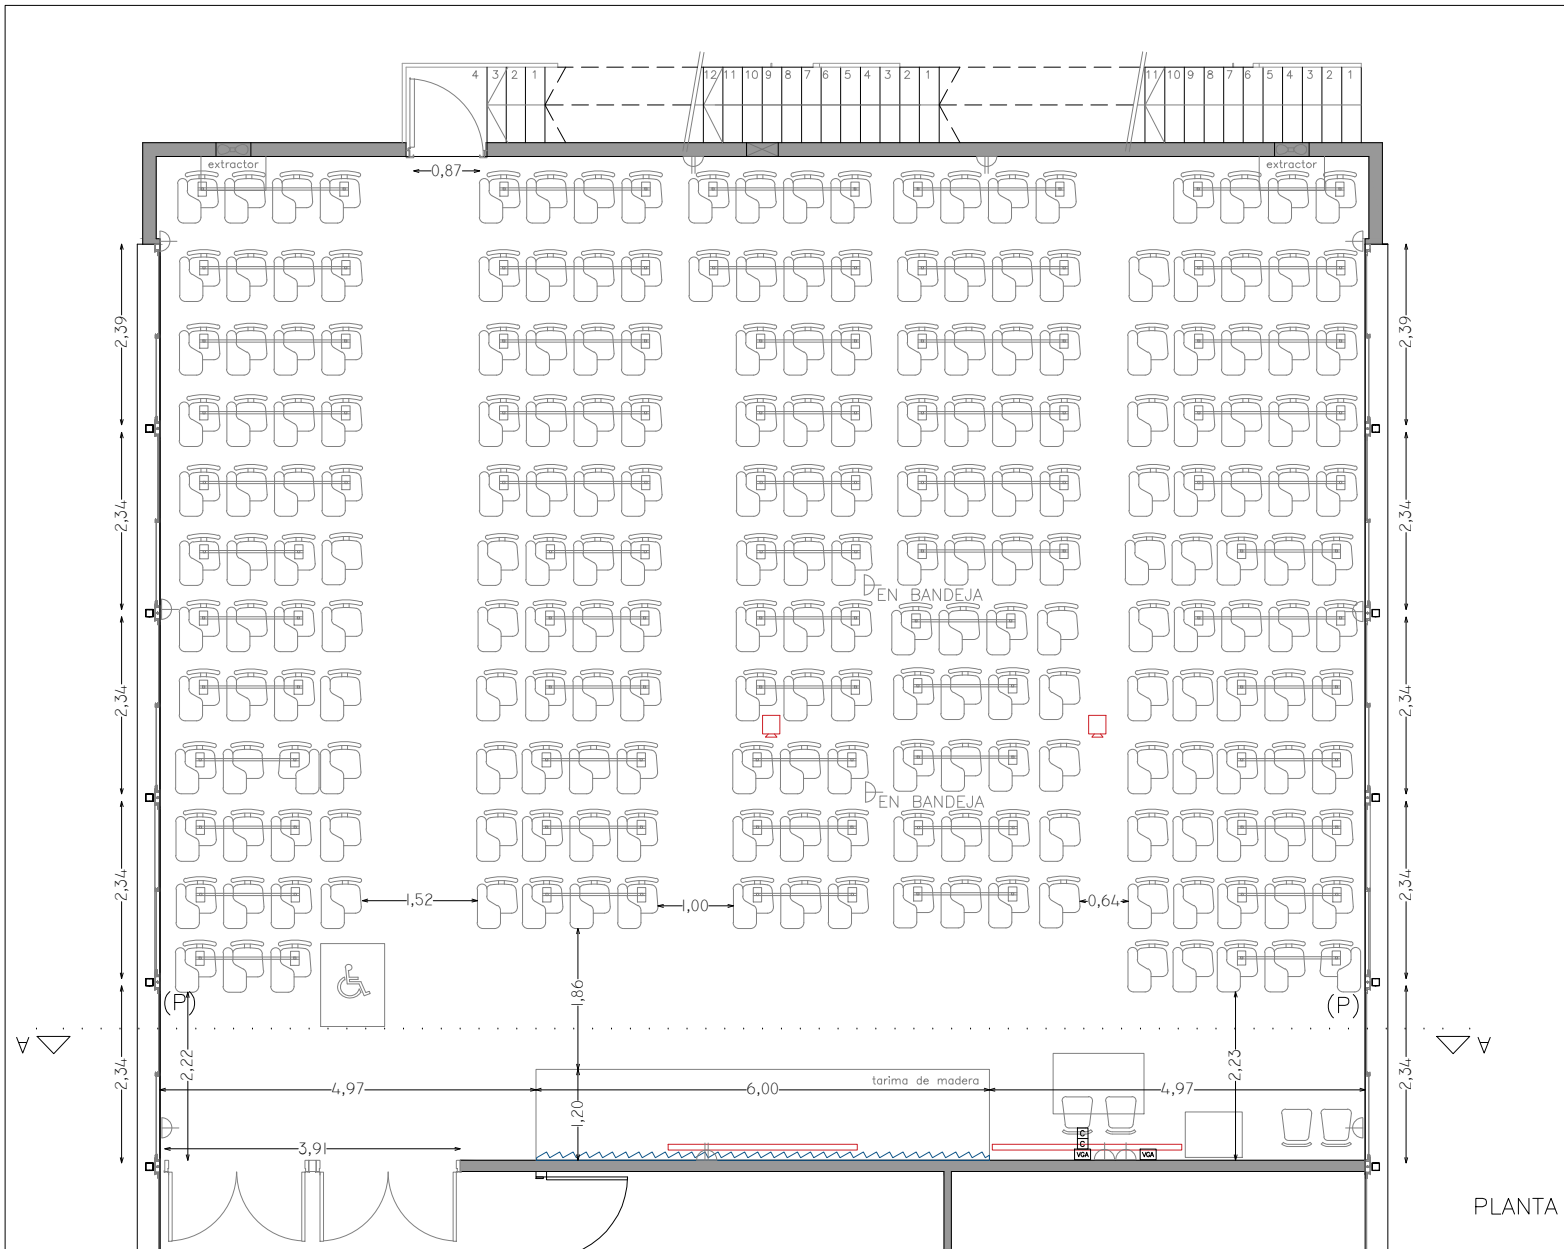 4 3 2 1
12 11 10 9 8 7 6 5 4 3 2 1
11 10 9 8 7 6 5 4 3 2 1
extractor
extractor
0,87
2,39
2,39
2,34
2,34
EN BANDEJA
2,34
2,34
EN BANDEJA
2,34
2,34
1,52
1,00
0,64
1,86
(P)
(P)
A
A
2,22
2,23
2,34
2,34
tarima de madera
4,97
6,00
4,97
1,20
3,91
C
C
VGA
VGA
PLANTA